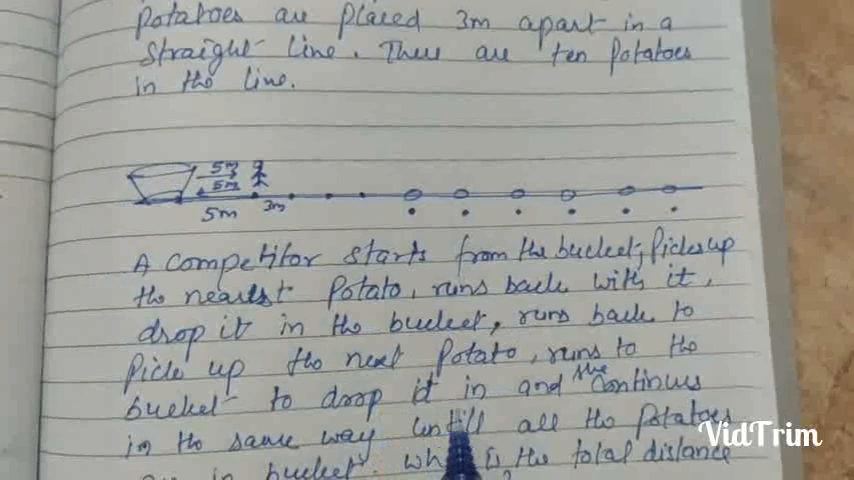 potatoes are placed 3m apart in a
straight line. There are ten potatoes
in the line.
5m
5m
5m 3m
A competitor starts from the bucket, picks up
the nearest potato, runs back with it,
drop it in the bucket, runs back to
pick up the next potato, runs to the
bucket to drop it in and she continues
in the same way untill all the potatoes
in bucket. is the total distance
VidTrim